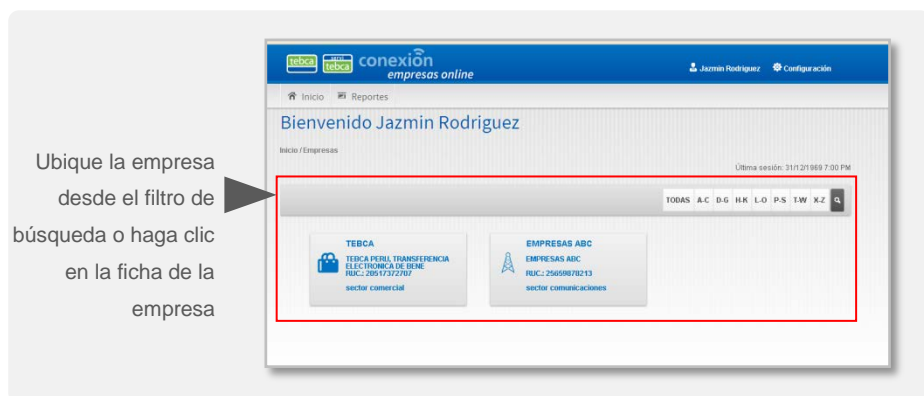 Ubique la empresa
desde el filtro de
búsqueda o haga clic
en la ficha de la
empresa
tebca
servi
tebca
conexión
empresas online
Jazmin Rodriguez
Configuración
Inicio
Reportes
Bienvenido Jazmin Rodriguez
Inicio / Empresas
Última sesión: 31/12/1969 7:00 PM
TODAS A-C D-G H-K L-O P-S T-W X-Z
TEBCA
TEBCA PERU, TRANSFERENCIA
ELECTRONICA DE BENE
RUC.: 20517372707
sector comercial
EMPRESAS ABC
EMPRESAS ABC
RUC.: 25659878213
sector comunicaciones